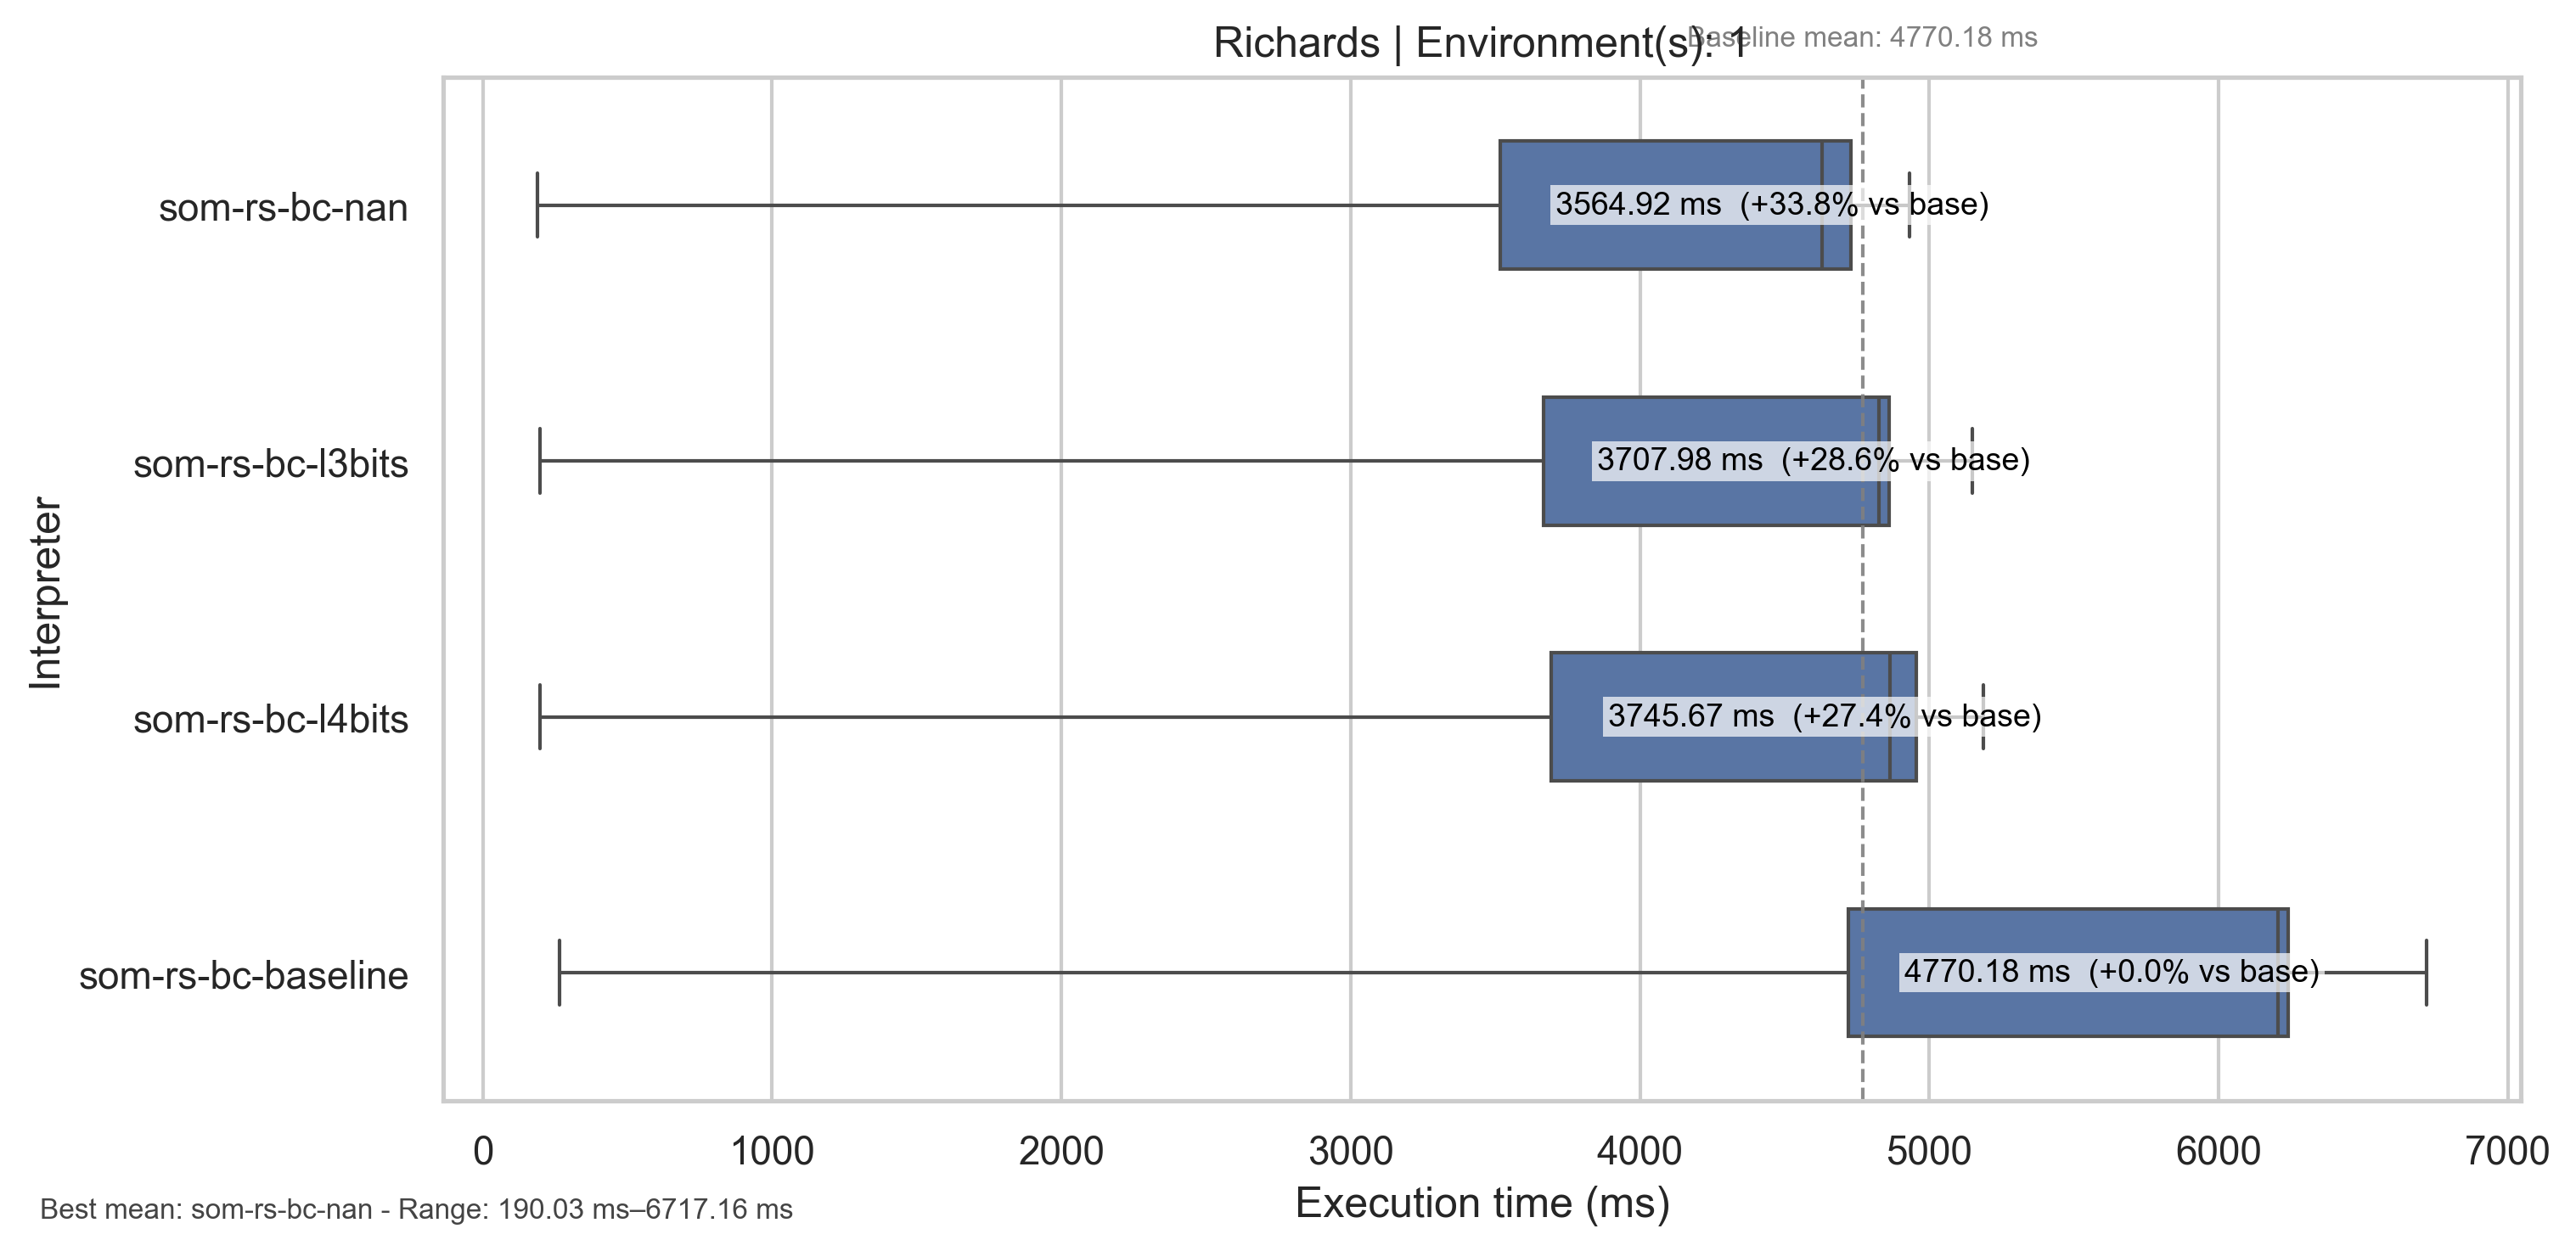 Richards | Environment(s): 1
Baseline mean: 4770.18 ms
som-rs-bc-nan
3564.92 ms  (+33.8% vs base)
som-rs-bc-l3bits
3707.98 ms  (+28.6% vs base)
Interpreter
som-rs-bc-l4bits
3745.67 ms  (+27.4% vs base)
som-rs-bc-baseline
4770.18 ms  (+0.0% vs base)
0 1000 2000 3000 4000 5000 6000 7000
Execution time (ms)
Best mean: som-rs-bc-nan - Range: 190.03 ms–6717.16 ms